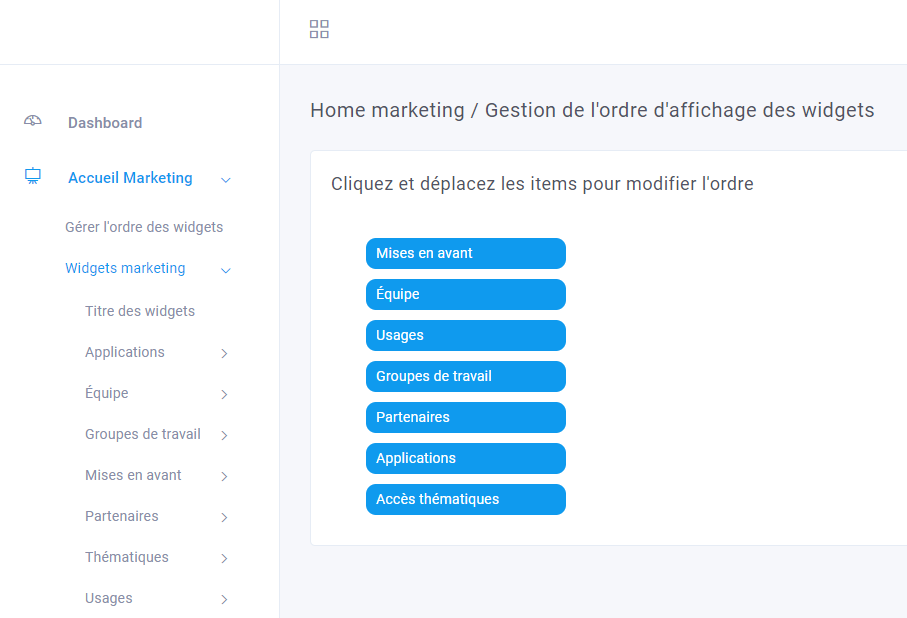 Dashboard
Accueil Marketing
Gérer l'ordre des widgets
Widgets marketing
Titre des widgets
Applications
Équipe
Groupes de travail
Mises en avant
Partenaires
Thématiques
Usages
Home marketing / Gestion de l'ordre d'affichage des widgets
Cliquez et déplacez les items pour modifier l'ordre
Mises en avant
Équipe
Usages
Groupes de travail
Partenaires
Applications
Accès thématiques